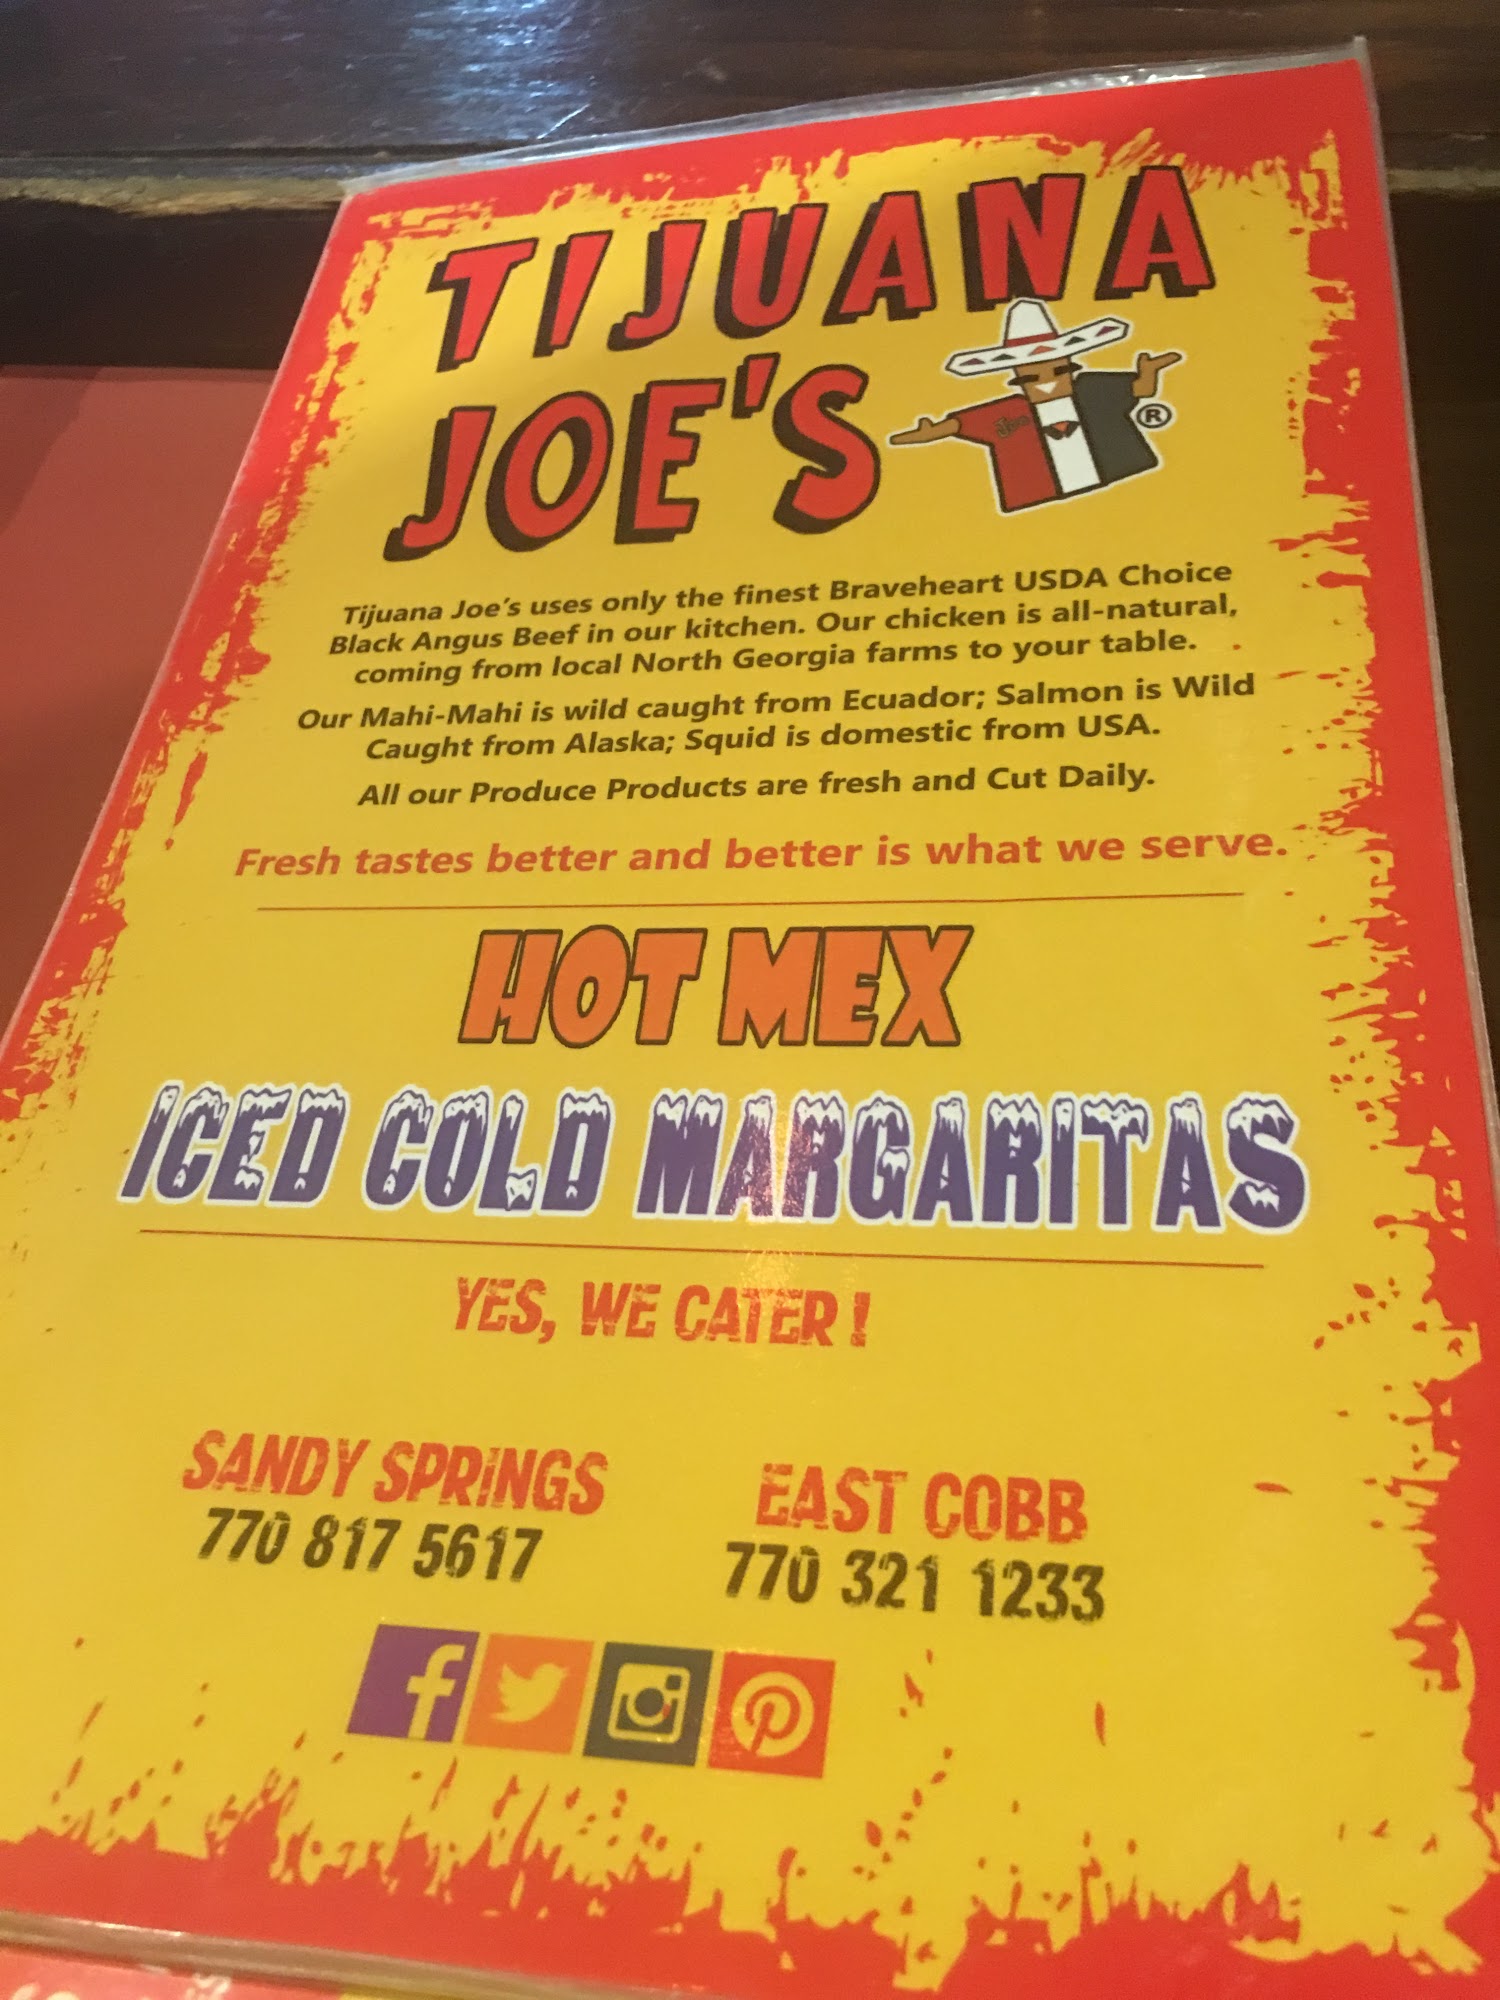 TIJUANA
JOE'S
Joe's
®
Tijuana Joe's uses only the finest Braveheart USDA Choice
Black Angus Beef in our kitchen. Our chicken is all-natural,
coming from local North Georgia farms to your table.
Our Mahi-Mahi is wild caught from Ecuador; Salmon is Wild
Caught from Alaska; Squid is domestic from USA.
All our Produce Products are fresh and Cut Daily.
Fresh tastes better and better is what we serve.
HOT MEX
ICED COLD MARGARITAS
YES, WE CATER!
SANDY SPRINGS
770 817 5617
EAST COBB
770 321 1233